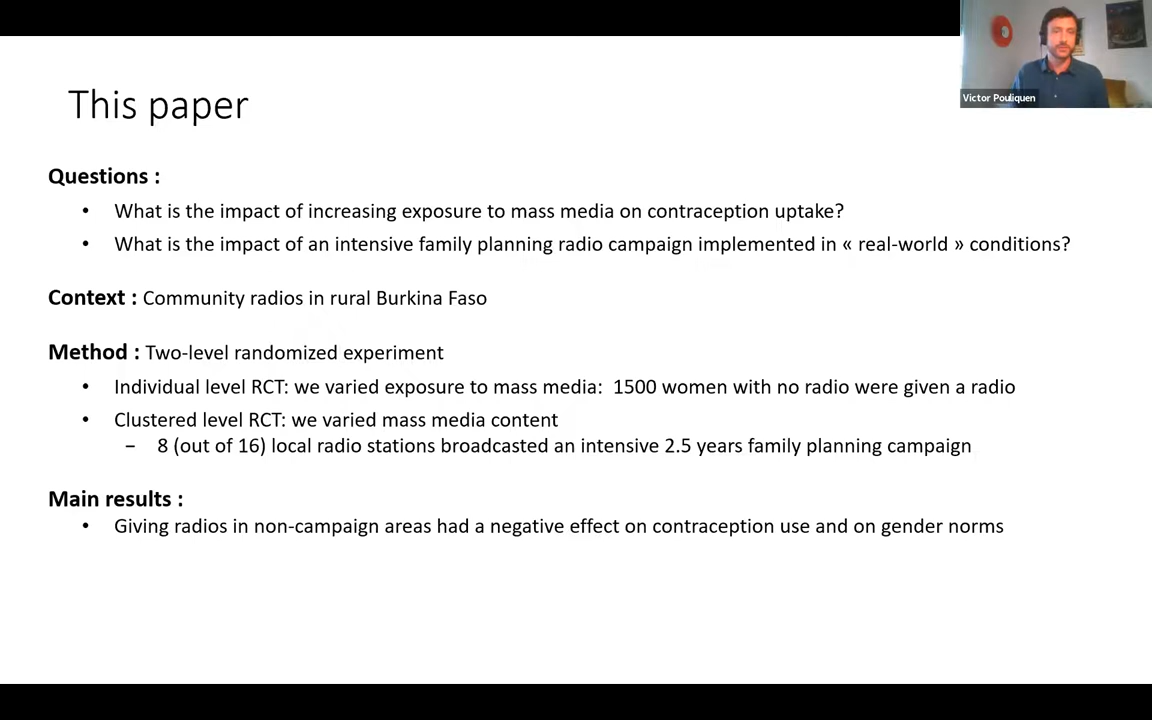 Victor Pouliquen
This paper
Questions :
• What is the impact of increasing exposure to mass media on contraception uptake?
• What is the impact of an intensive family planning radio campaign implemented in « real-world » conditions?
Context : Community radios in rural Burkina Faso
Method : Two-level randomized experiment
• Individual level RCT: we varied exposure to mass media: 1500 women with no radio were given a radio
• Clustered level RCT: we varied mass media content
– 8 (out of 16) local radio stations broadcasted an intensive 2.5 years family planning campaign
Main results :
• Giving radios in non-campaign areas had a negative effect on contraception use and on gender norms